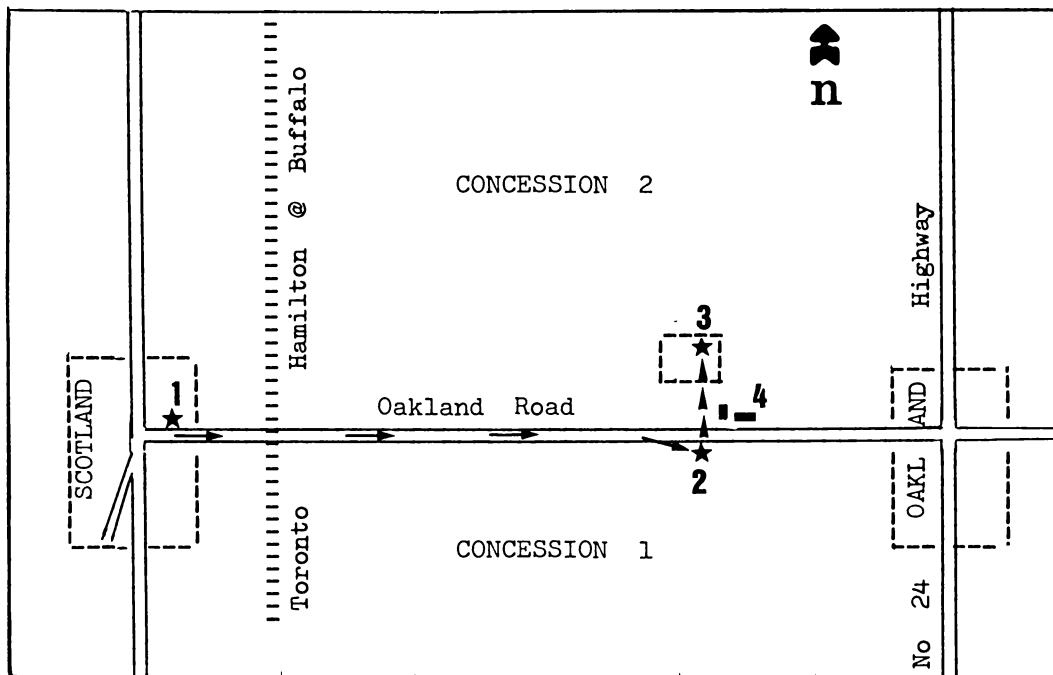 n
CONCESSION 2
Toronto Hamilton @ Buffalo
Highway No 24
3
1
4
Oakland Road
SCOTLAND
OAKL AND
2
CONCESSION 1